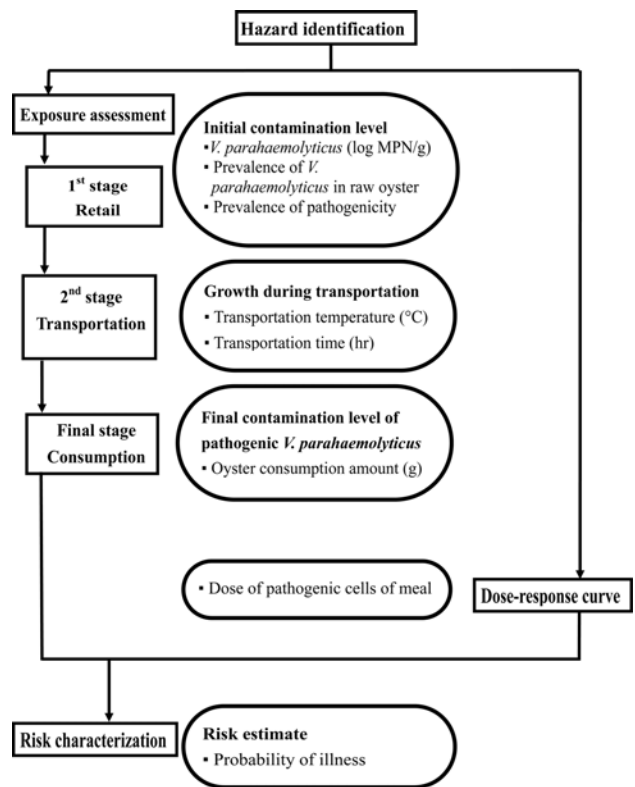 Hazard identification
Exposure assessment
Initial contamination level
▪V. parahaemolyticus (log MPN/g)
▪ Prevalence of V.
parahaemolyticus in raw oyster
▪ Prevalence of pathogenicity
1st stage
Retail
2nd stage
Transportation
Growth during transportation
▪ Transportation temperature (°C)
▪ Transportation time (hr)
Final stage
Consumption
Final contamination level of
pathogenic V. parahaemolyticus
▪ Oyster consumption amount (g)
▪ Dose of pathogenic cells of meal
Dose-response curve
Risk characterization
Risk estimate
▪ Probability of illness